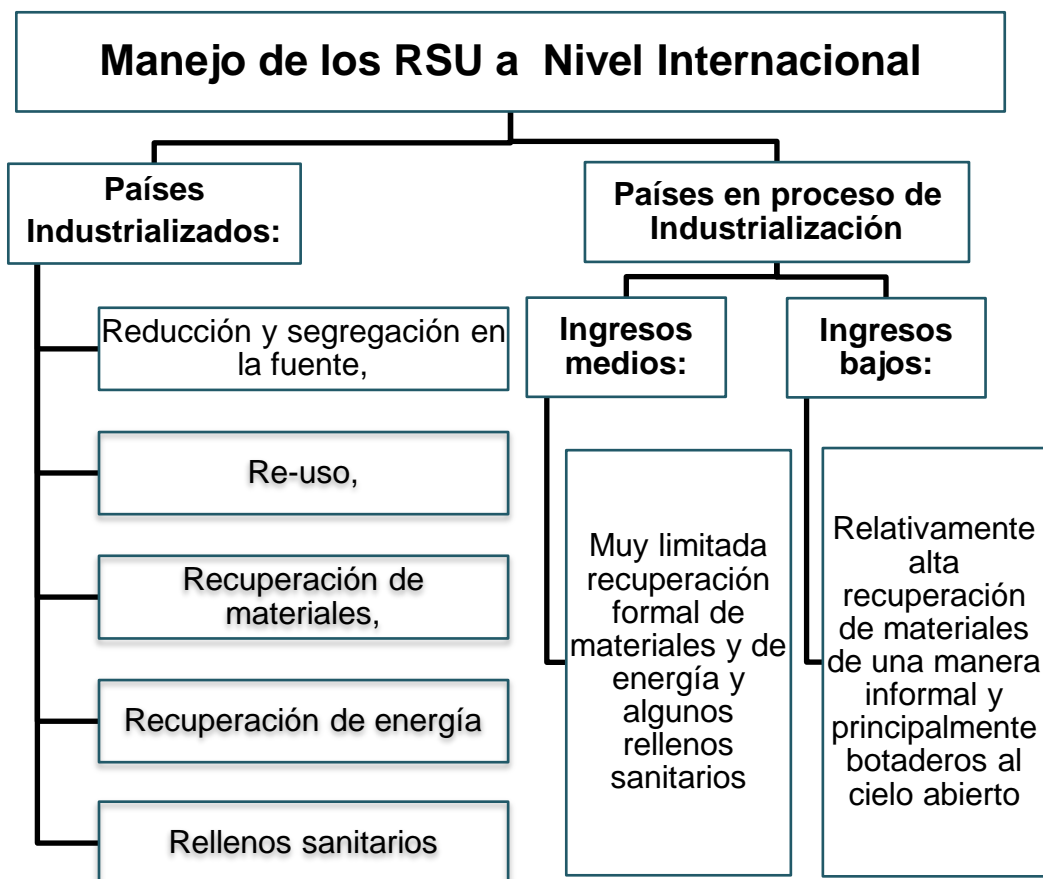 Manejo de los RSU a Nivel Internacional
Países
Industrializados:
Reducción y segregación en
la fuente,
Re-uso,
Recuperación de
materiales,
Recuperación de energía
Rellenos sanitarios
Países en proceso de
Industrialización
Ingresos
medios:
Muy limitada
recuperación
formal de
materiales y de
energía y
algunos
rellenos
sanitarios
Ingresos
bajos:
Relativamente
alta
recuperación
de materiales
de una manera
informal y
principalmente
botaderos al
cielo abierto